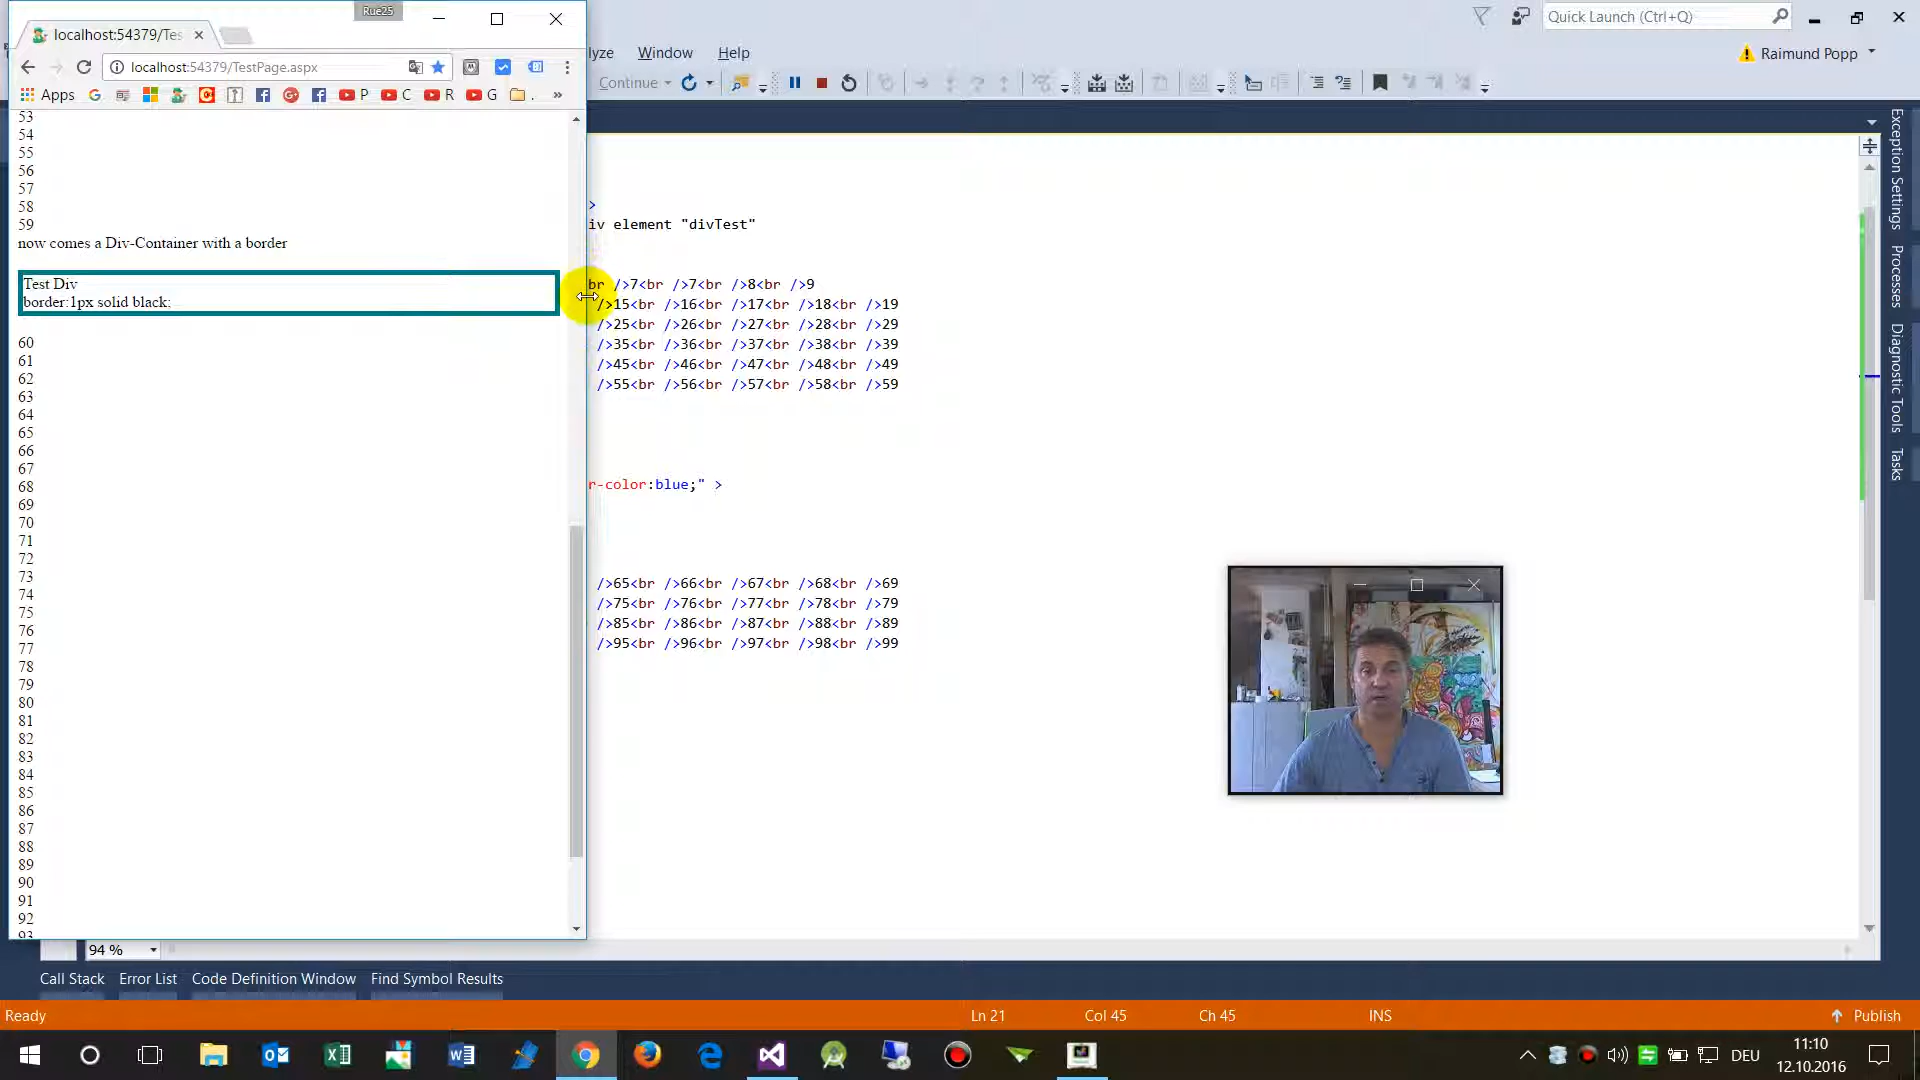 Rue25
localhost:54379/Tes
localhost:54379/TestPage.aspx
Apps
P
C
R
G
.
»
53
54
55
56
57
58
59
now comes a Div-Container with a border
Test Div
border:1px solid black;
60
61
62
63
64
65
66
67
68
69
70
71
72
73
74
75
76
77
78
79
80
81
82
83
84
85
86
87
88
89
90
91
92
93
lyze Window Help
Quick Launch (Ctrl+Q)
Raimund Popp
Continue
>
iv element "divTest"
br />7<br />7<br />8<br />9
/>15<br />16<br />17<br />18<br />19
/>25<br />26<br />27<br />28<br />29
/>35<br />36<br />37<br />38<br />39
/>45<br />46<br />47<br />48<br />49
/>55<br />56<br />57<br />58<br />59
r-color:blue;" >
/>65<br />66<br />67<br />68<br />69
/>75<br />76<br />77<br />78<br />79
/>85<br />86<br />87<br />88<br />89
/>95<br />96<br />97<br />98<br />99
Exception Settings
Processes
Diagnostic Tools
Tasks
94 %
Call Stack Error List Code Definition Window Find Symbol Results
Ready Ln 21 Col 45 Ch 45 INS Publish
DEU
11:10
12.10.2016